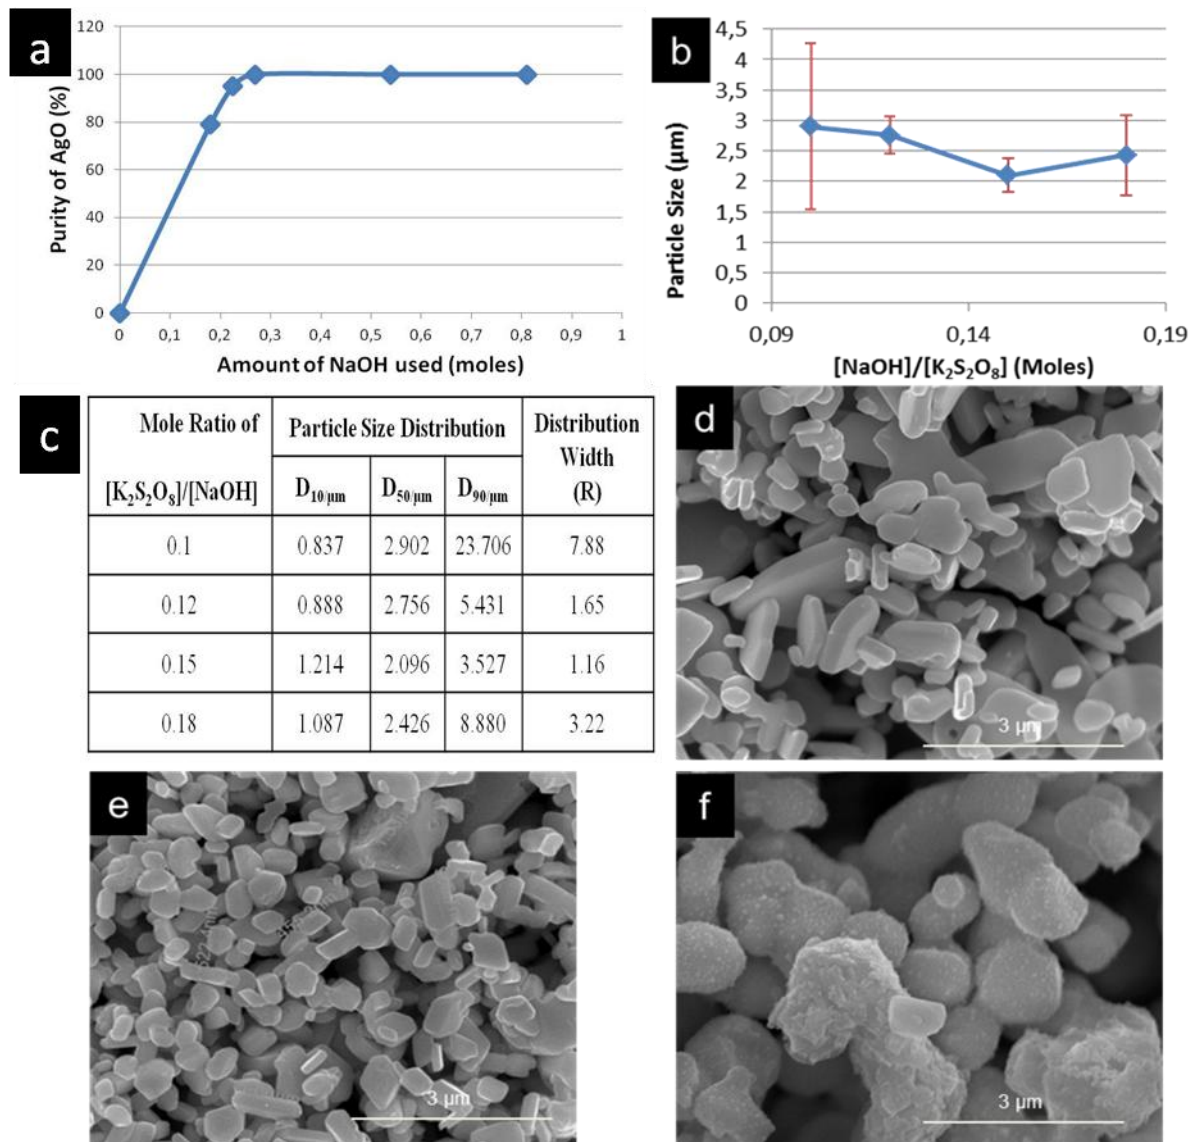 a
120
100
80
60
40
20
0
Purity of AgO (%)
0 0,1 0,2 0,3 0,4 0,5 0,6 0,7 0,8 0,9 1
Amount of NaOH used (moles)
b
4,5
4
3,5
3
2,5
2
1,5
1
0,5
0
Particle Size (µm)
0,09 0,14 0,19
[NaOH]/[K₂S₂O₈] (Moles)
c
Mole Ratio of
[K₂S₂O₈]/[NaOH]
Particle Size Distribution
Distribution
Width
(R)
D₁₀/µm D₅₀/µm D₉₀/µm
0.1 0.837 2.902 23.706 7.88
0.12 0.888 2.756 5.431 1.65
0.15 1.214 2.096 3.527 1.16
0.18 1.087 2.426 8.880 3.22
d
3 µm
e
3 µm
f
3 µm